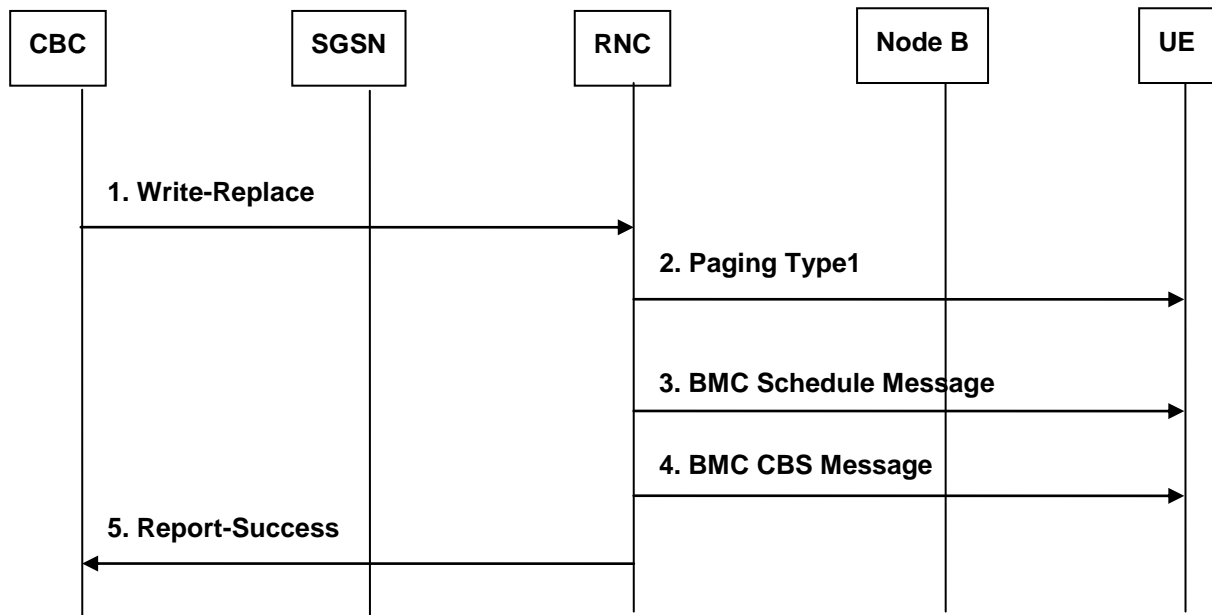 CBC
SGSN
RNC
Node B
UE
1. Write-Replace
2. Paging Type1
3. BMC Schedule Message
4. BMC CBS Message
5. Report-Success